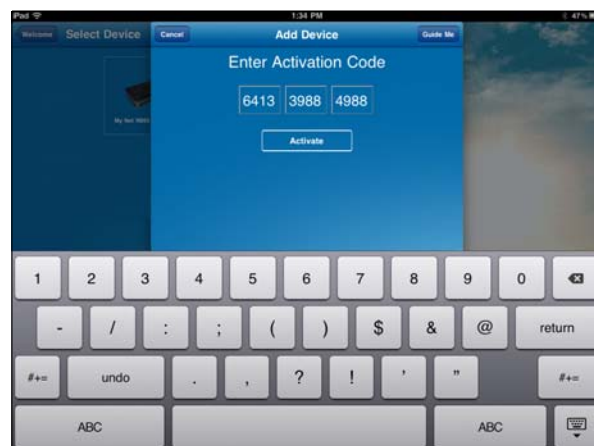 iPad 1:34 PM 47%
Welcome Select Device Cancel Add Device Guide Me
Enter Activation Code
6413 3988 4988
Activate
1 2 3 4 5 6 7 8 9 0
- / : ; ( ) $ & @ return
#+= undo . , ? ! ' " #+=
ABC ABC